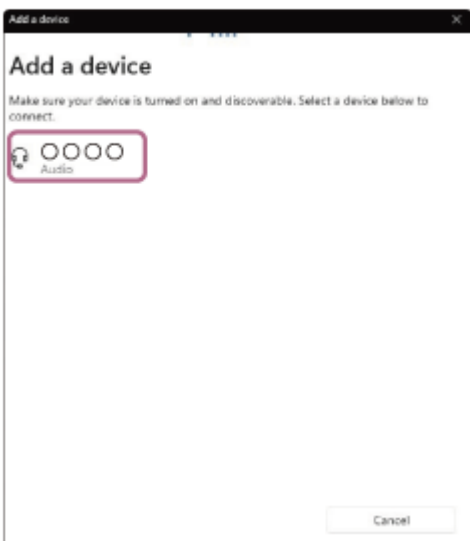 Add a device
Add a device
Make sure your device is turned on and discoverable. Select a device below to
connect.
○○○○
Audio
Cancel